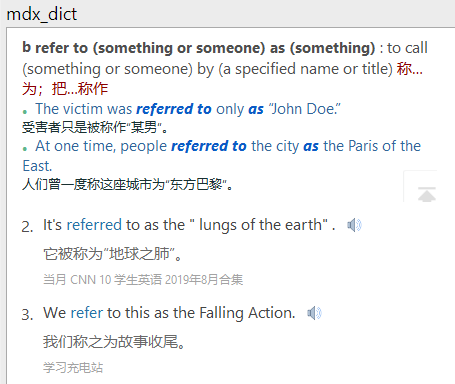 mdx_dict
b refer to (something or someone) as (something) : to call
(something or someone) by (a specified name or title) 称...
为；把...称作
• The victim was referred to only as “John Doe.”
受害者只是被称作“某男”。
• At one time, people referred to the city as the Paris of the
East.
人们曾一度称这座城市为“东方巴黎”。
2. It's referred to as the " lungs of the earth" .
它被称为“地球之肺”。
当月 CNN 10 学生英语 2019年8月合集
3. We refer to this as the Falling Action.
我们称之为故事收尾。
学习充电站